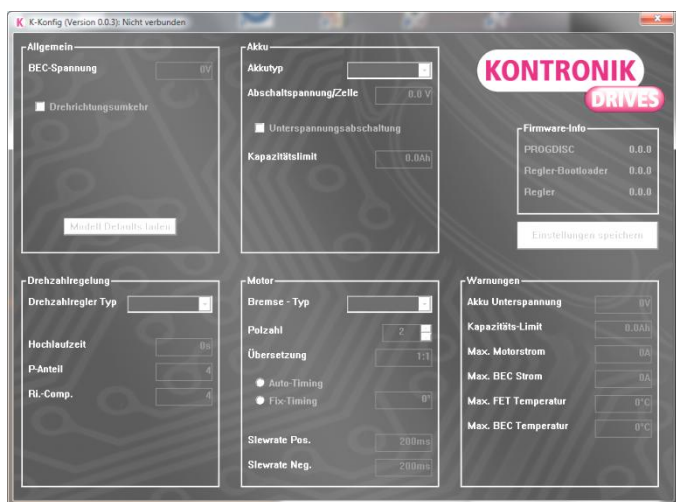 K K-Konfig (Version 0.0.3): Nicht verbunden
Allgemein
BEC-Spannung 0V
Drehrichtungsumkehr
Modell Defaults laden
Akku
Akkutyp
Abschaltspannung/Zelle 0.0 V
Unterspannungsabschaltung
Kapazitätslimit 0.0Ah
KONTRONIK
DRIVES
Firmware-Info
PROGDISC 0.0.0
Regler-Bootloader 0.0.0
Regler 0.0.0
Einstellungen speichern
Drehzahlregelung
Drehzahlregler Typ
Hochlaufzeit 0s
P-Anteil 4
Ri.-Comp. 4
Motor
Bremse - Typ
Polzahl 2
Übersetzung 1:1
Auto-Timing
Fix-Timing 0°
Slewrate Pos. 200ms
Slewrate Neg. 200ms
Warnungen
Akku Unterspannung 0V
Kapazitäts-Limit 0.0Ah
Max. Motorstrom 0A
Max. BEC Strom 0A
Max. FET Temperatur 0°C
Max. BEC Temperatur 0°C